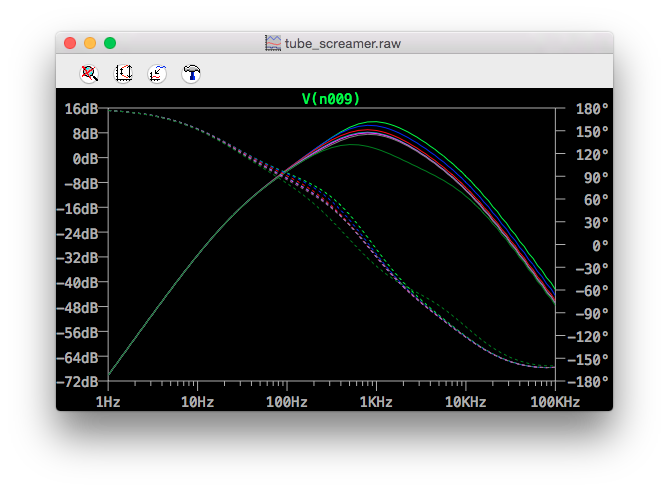 tube_screamer.raw
V(n009)
16dB 180°
8dB 150°
0dB 120°
-8dB 90°
-16dB 60°
-24dB 30°
-32dB 0°
-40dB -30°
-48dB -60°
-56dB -90°
-64dB -120°
-72dB -150°
-180°
1Hz 10Hz 100Hz 1KHz 10KHz 100KHz